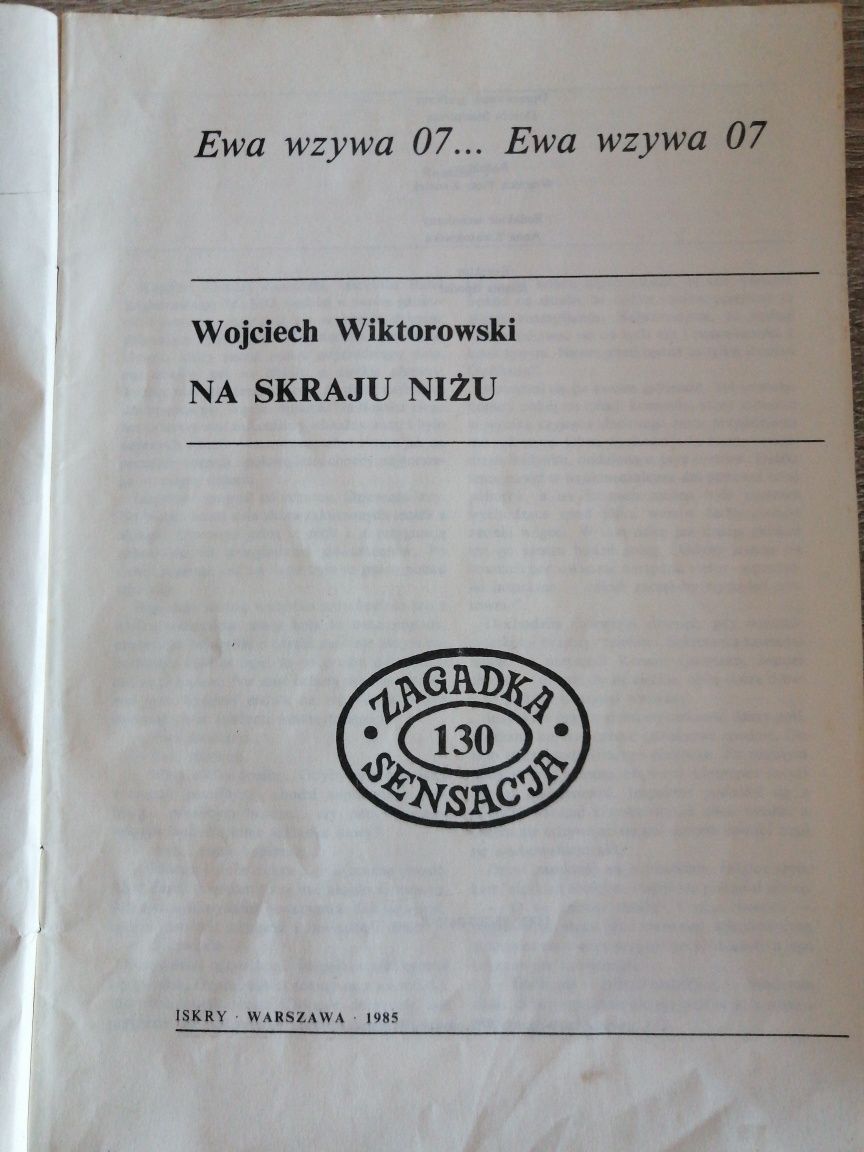 Ewa wzywa 07... Ewa wzywa 07
Wojciech Wiktorowski
NA SKRAJU NIŻU
ZAGADKA
130
SENSACJA
ISKRY · WARSZAWA · 1985